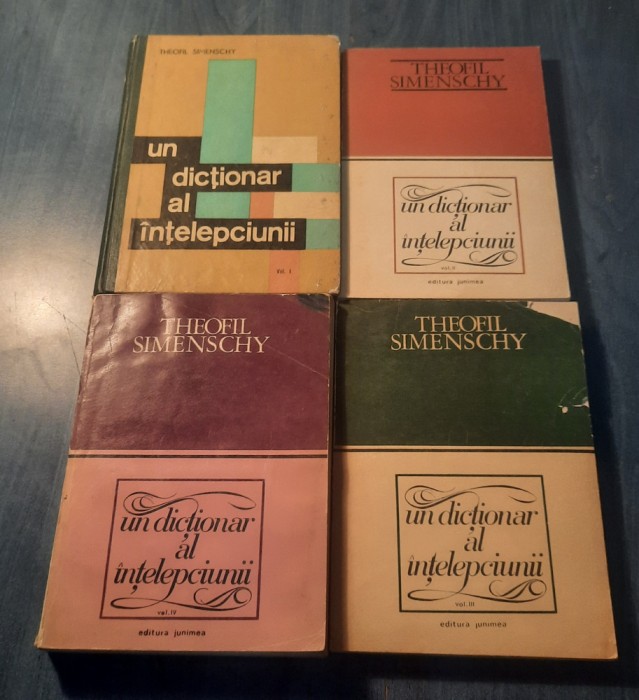 THEOFIL SIMENSCHY
un
dicționar
al
înțelepciunii
Vol. I
THEOFIL
SIMENSCHY
un dicționar
al
înțelepciunii
vol. II
editura junimea
THEOFIL
SIMENSCHY
un dicționar
al
înțelepciunii
vol. IV
editura junimea
THEOFIL
SIMENSCHY
un dicționar
al
înțelepciunii
vol. III
editura junimea